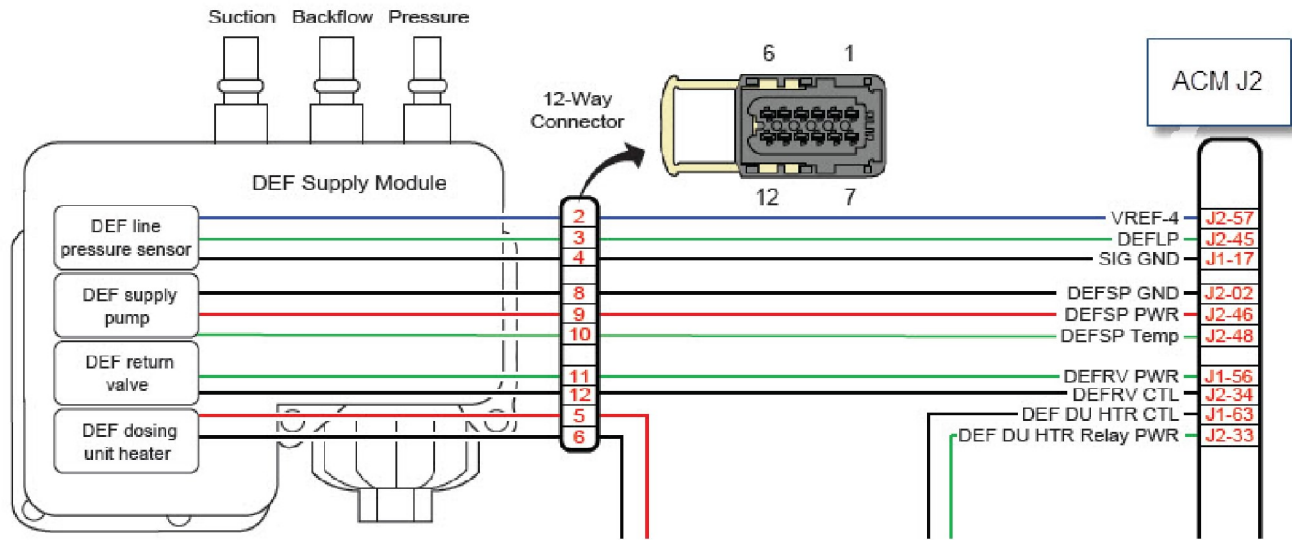 Suction Backflow Pressure
6 1
12-Way
Connector
ACM J2
DEF Supply Module
12 7
DEF line
pressure sensor
2 VREF-4 J2-57
3 DEFLP J2-45
4 SIG GND J1-17
DEF supply
pump
8 DEFSP GND J2-02
9 DEFSP PWR J2-46
10 DEFSP Temp J2-48
DEF return
valve
11 DEFRV PWR J1-56
12 DEFRV CTL J2-34
DEF dosing
unit heater
5 DEF DU HTR CTL J1-63
6 DEF DU HTR Relay PWR J2-33